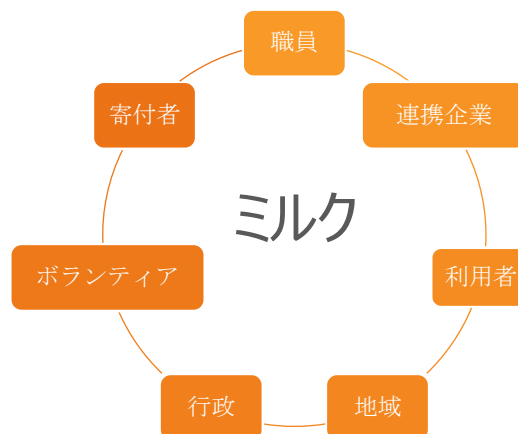 職員
連携企業
寄付者
ミルク
ボランティア
利用者
行政
地域